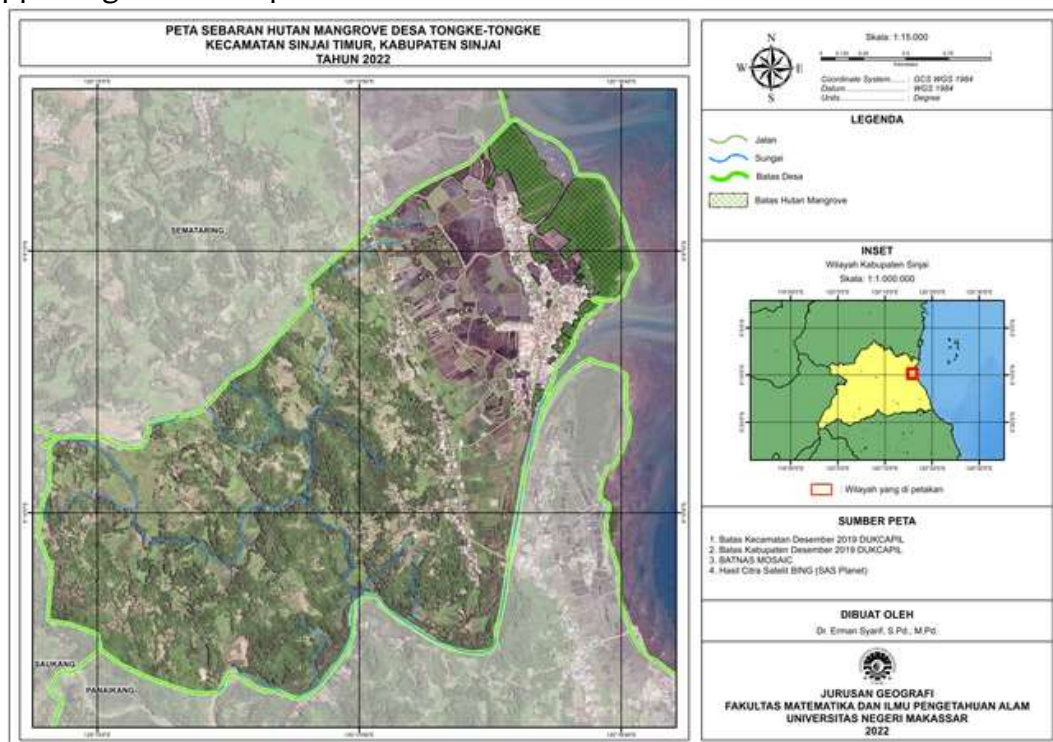 PETA SEBARAN HUTAN MANGROVE DESA TONGKE-TONGKE
KECAMATAN SINJAI TIMUR, KABUPATEN SINJAI
TAHUN 2022
SEMATARING
SAUKANG
PANAIKANG
N
W E
S
Skala: 1:15.000
Coordinate System : GCS WGS 1984
Datum : WGS 1984
Units : Degree
LEGENDA
Jalan
Sungai
Batas Desa
Batas Hutan Mangrove
INSET
Wilayah Kabupaten Sinjai
Skala: 1:1.000.000
: Wilayah yang di petakan
SUMBER PETA
1. Batas Kecamatan Desember 2019 DUKCAPIL
2. Batas Kabupaten Desember 2019 DUKCAPIL
3. BATNAS MOSAIC
4. Hasil Citra Satelit BING (SAS Planet)
DIBUAT OLEH
Dr. Erman Syarif, S.Pd., M.Pd.
JURUSAN GEOGRAFI
FAKULTAS MATEMATIKA DAN ILMU PENGETAHUAN ALAM
UNIVERSITAS NEGERI MAKASSAR
2022